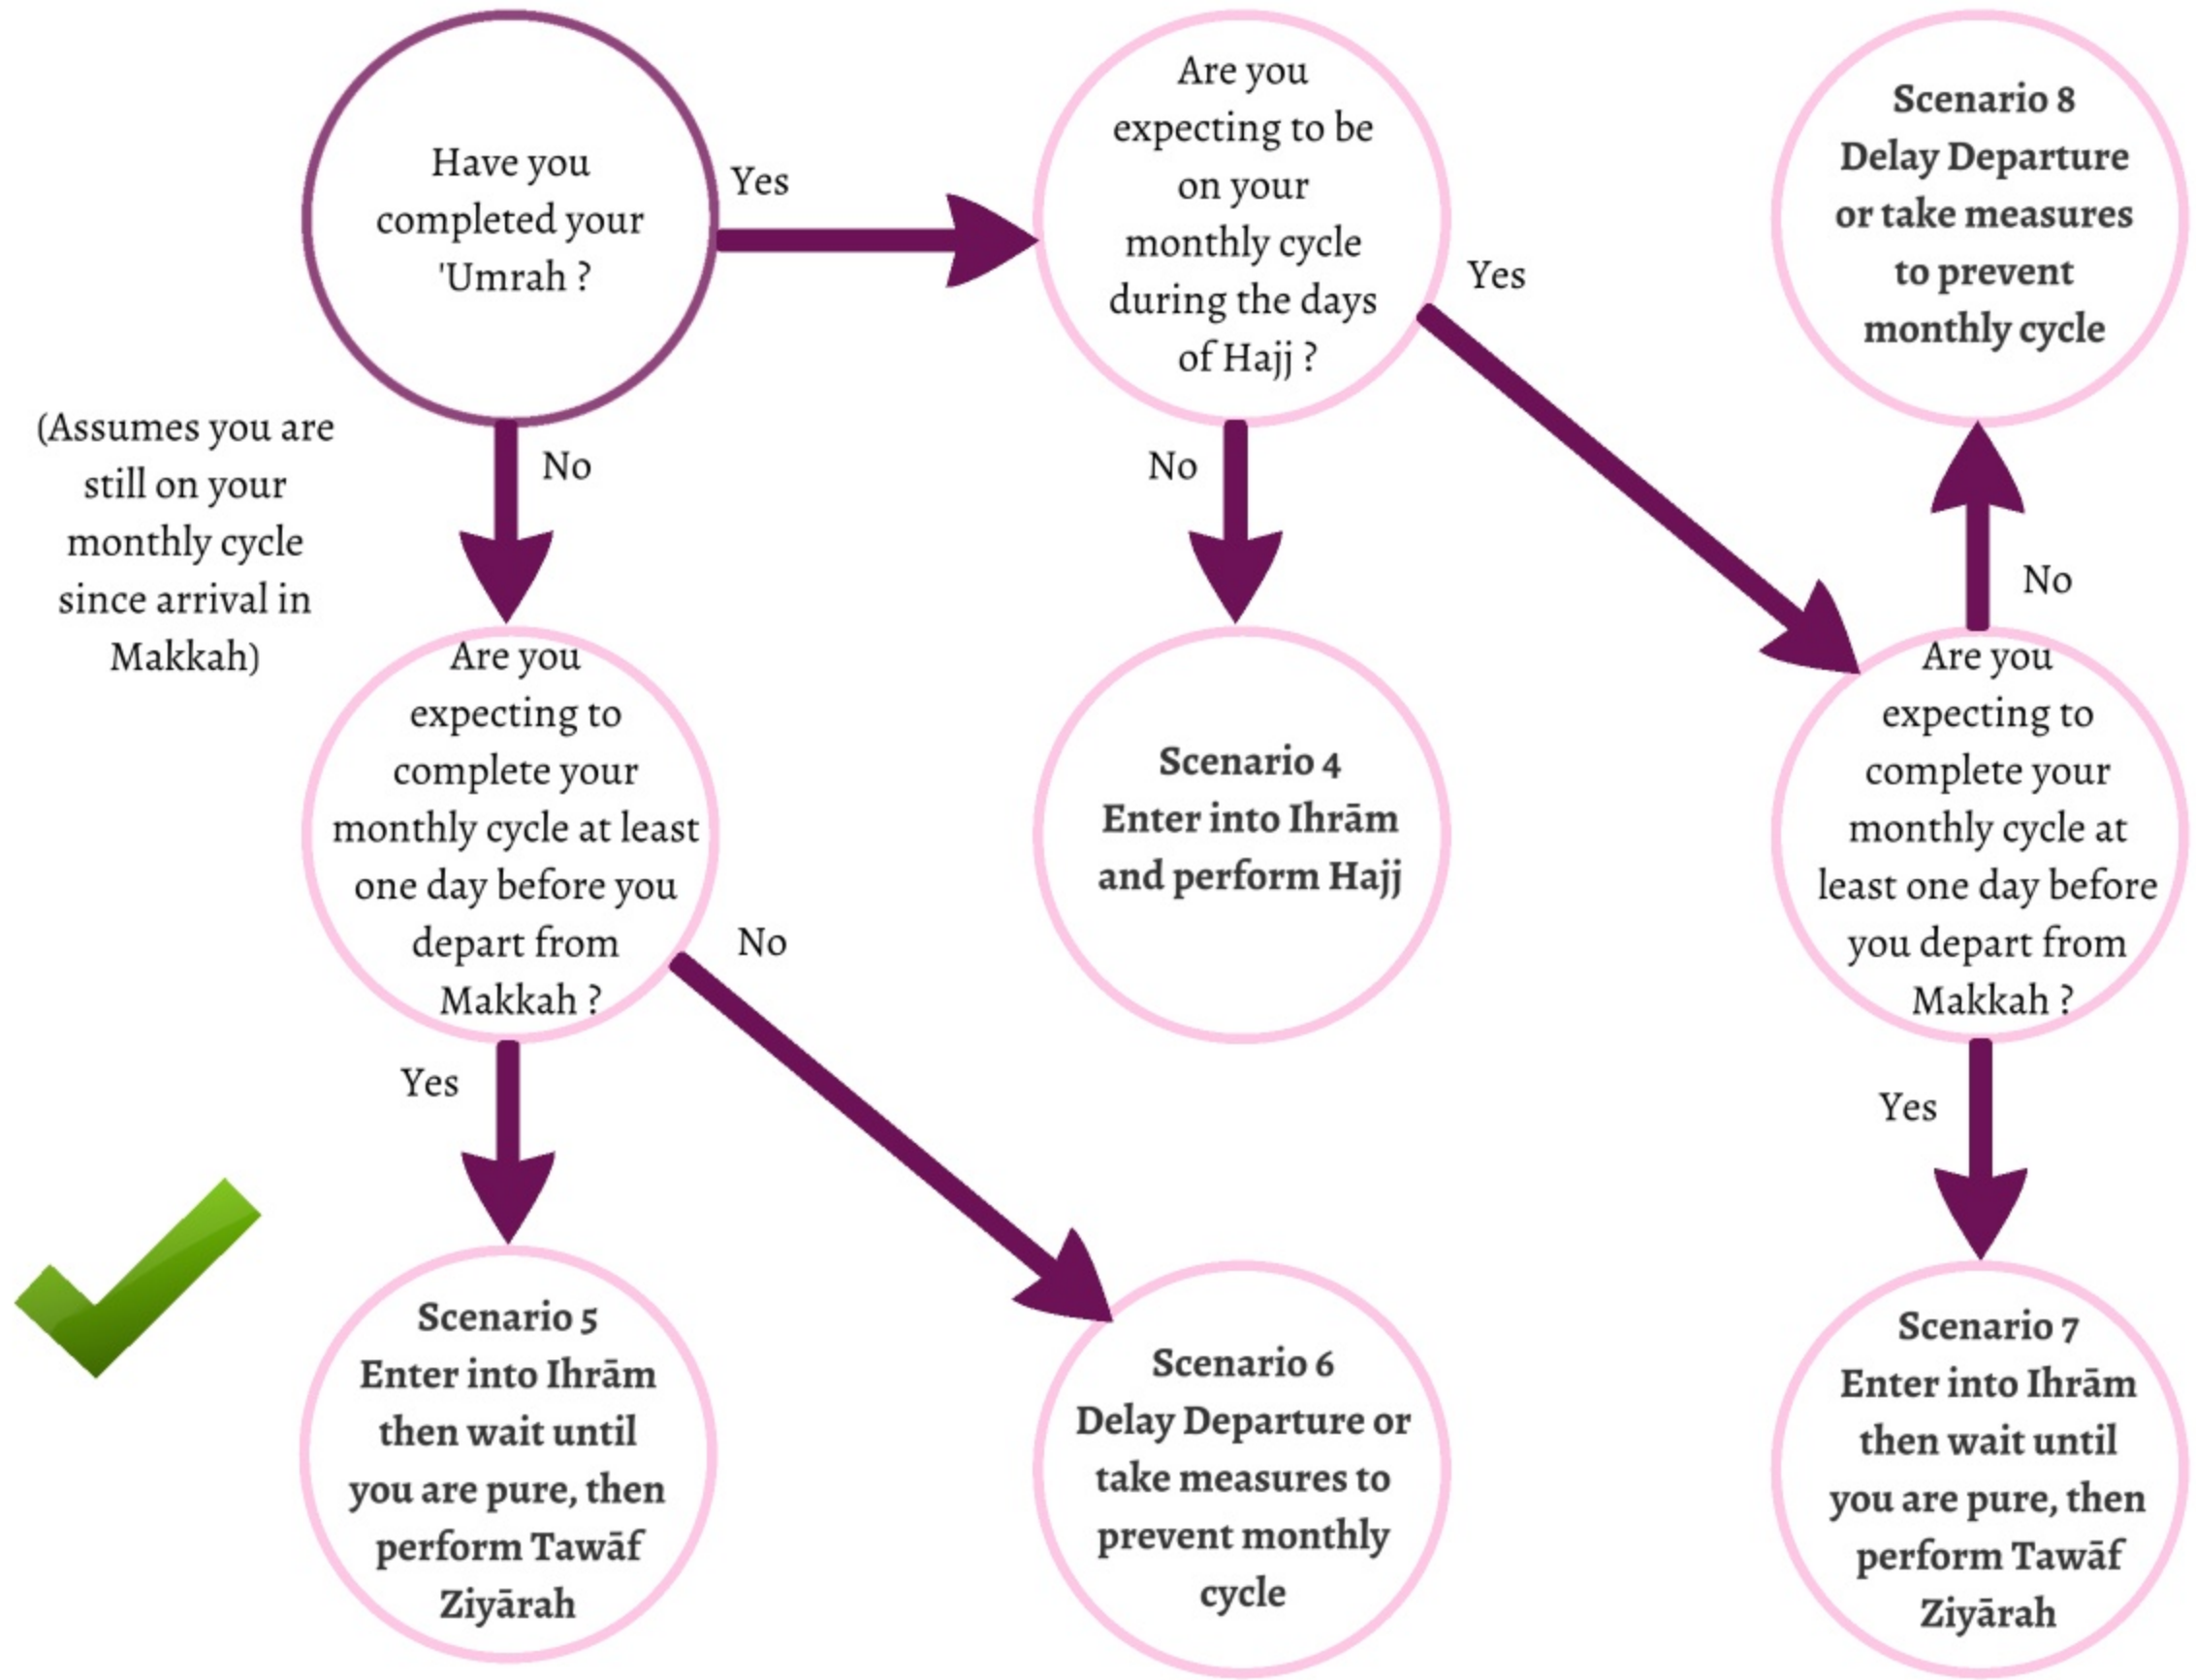 Have you
completed your
'Umrah ?
Yes
Are you
expecting to be
on your
monthly cycle
during the days
of Hajj ?
Yes
Scenario 8
Delay Departure
or take measures
to prevent
monthly cycle
(Assumes you are
still on your
monthly cycle
since arrival in
Makkah)
No
No
No
Are you
expecting to
complete your
monthly cycle at least
one day before you
depart from
Makkah ?
No
Scenario 4
Enter into Ihrām
and perform Hajj
Are you
expecting to
complete your
monthly cycle at
least one day before
you depart from
Makkah ?
Yes
Yes
Scenario 5
Enter into Ihrām
then wait until
you are pure, then
perform Tawāf
Ziyārah
Scenario 6
Delay Departure or
take measures to
prevent monthly
cycle
Scenario 7
Enter into Ihrām
then wait until
you are pure, then
perform Tawāf
Ziyārah